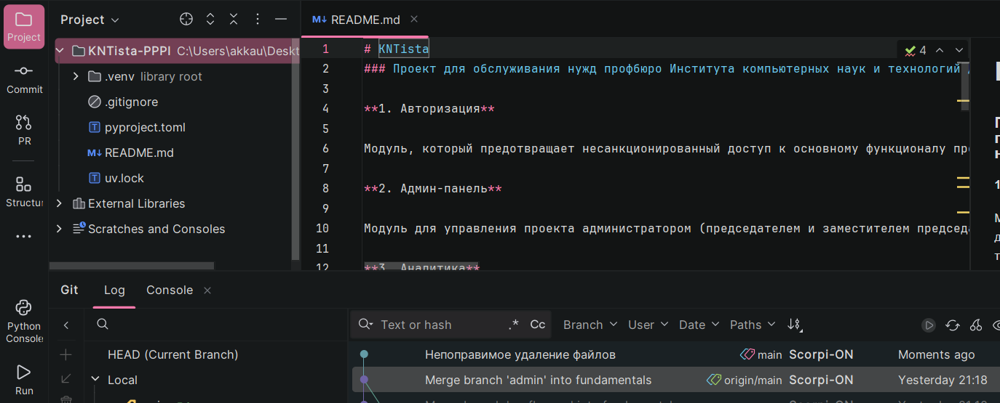 Project
Project
README.md
KNTista-PPPI C:\Users\akkau\Deskt
.venv library root
.gitignore
pyproject.toml
README.md
uv.lock
External Libraries
Scratches and Consoles
Commit
PR
Structur
1 # KNTista
4
2 ### Проект для обслуживания нужд профбюро Института компьютерных наук и технологий
3
4 **1. Авторизация**
5
6 Модуль, который предотвращает несанкционированный доступ к основному функционалу про
7
8 **2. Админ-панель**
9
10 Модуль для управления проекта администратором (председателем и заместителем председа
11
12 **3. Аналитика**
Git Log Console
Python
Console
Run
Text or hash .* Cc Branch User Date Paths
HEAD (Current Branch)
Local
Непоправимое удаление файлов main Scorpi-ON Moments ago
Merge branch 'admin' into fundamentals origin/main Scorpi-ON Yesterday 21:18